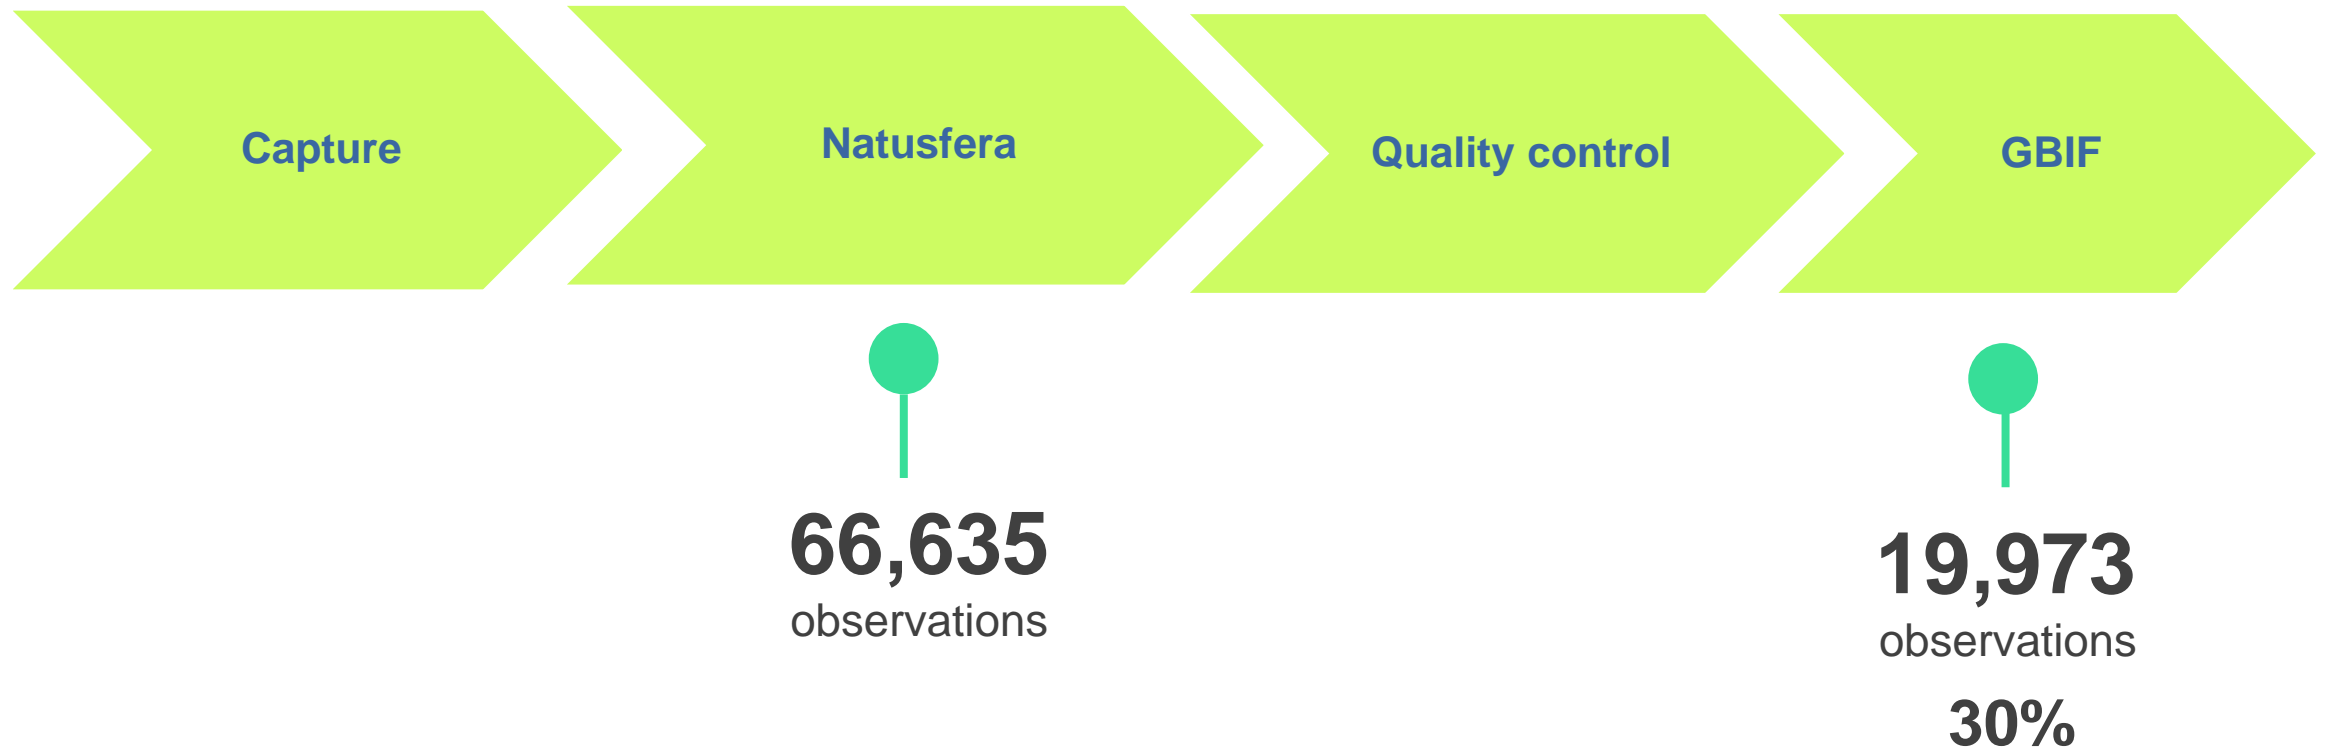 Capture
Natusfera
Quality control
GBIF
66,635
observations
19,973
observations
30%